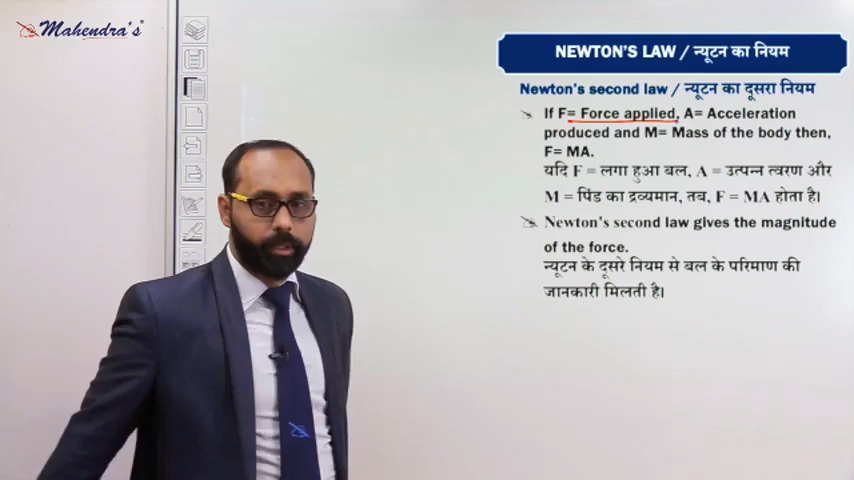 Mahendra's
NEWTON'S LAW / न्यूटन का नियम
Newton's second law / न्यूटन का दूसरा नियम
If F= Force applied, A= Acceleration
produced and M= Mass of the body then,
F= MA.
यदि F = लगा हुआ बल, A = उत्पन्न त्वरण और
M = पिंड का द्रव्यमान, तब, F = MA होता है।
Newton's second law gives the magnitude
of the force.
न्यूटन के दूसरे नियम से बल के परिमाण की
जानकारी मिलती है।